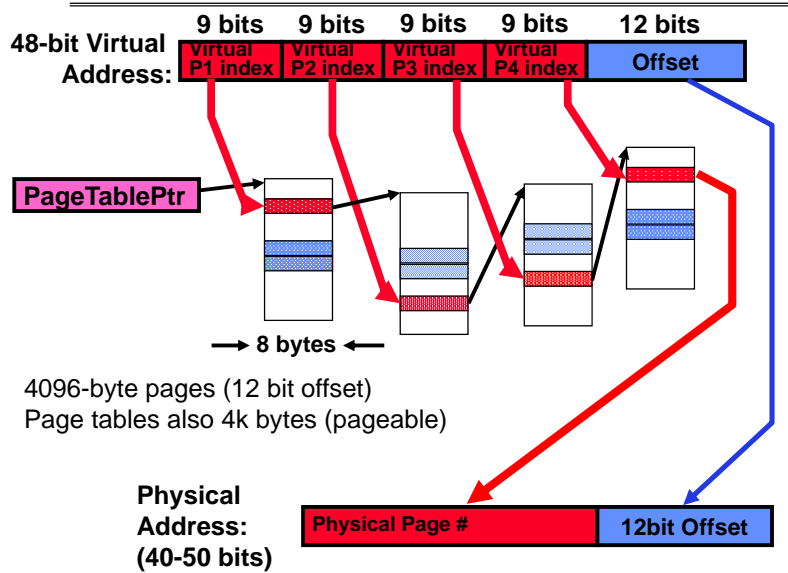 9 bits 9 bits 9 bits 9 bits 12 bits
48-bit Virtual
Address:
Virtual
P1 index
Virtual
P2 index
Virtual
P3 index
Virtual
P4 index
Offset
PageTablePtr
8 bytes
4096-byte pages (12 bit offset)
Page tables also 4k bytes (pageable)
Physical
Address:
(40-50 bits)
Physical Page #
12bit Offset